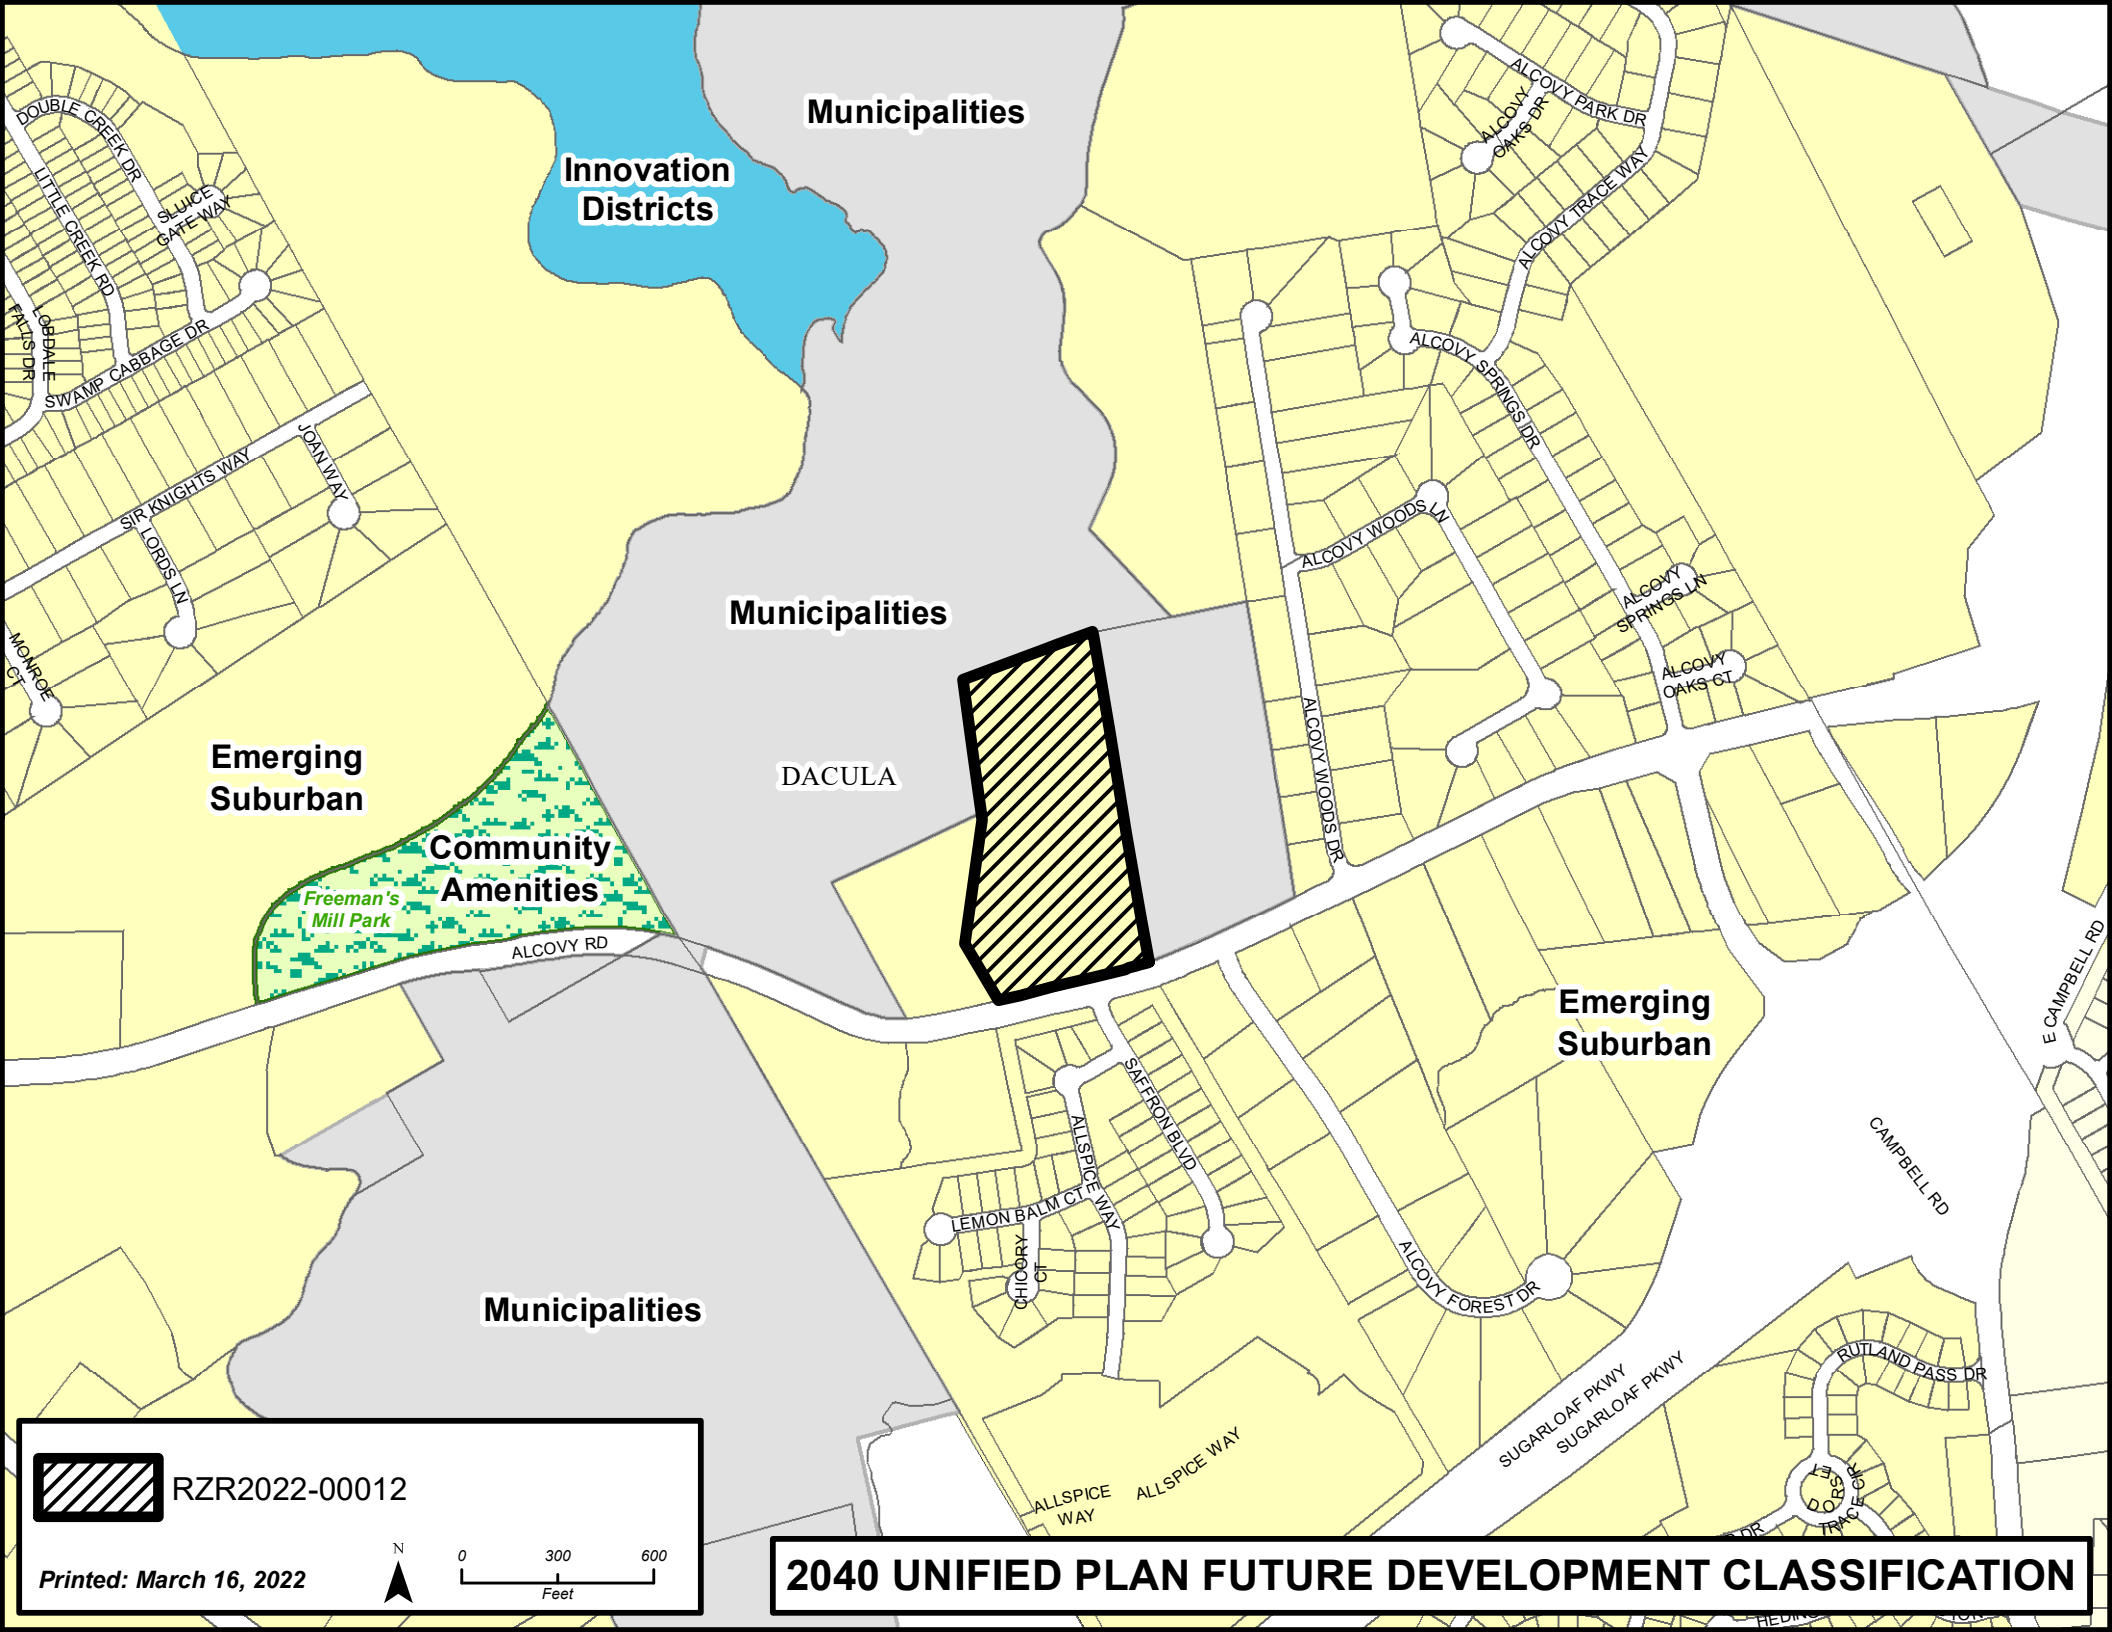 Municipalities
Innovation
Districts
ALCOVY PARK DR
ALCOVY
OAKS DR
ALCOVY TRACE WAY
DOUBLE CREEK DR
LITTLE CREEK RD
SLUICE
GATE WAY
LOBDALE
FALLS DR
SWAMP CABBAGE DR
ALCOVY SPRINGS DR
JOAN WAY
SIR KNIGHTS WAY
LORDS LN
ALCOVY WOODS LN
ALCOVY
SPRINGS LN
MONROE
CT
Municipalities
ALCOVY
OAKS CT
ALCOVY WOODS DR
Emerging
Suburban
DACULA
Community
Amenities
Freeman's
Mill Park
ALCOVY RD
E CAMPBELL RD
Emerging
Suburban
SAFFRON BLVD
ALLSPICE WAY
CAMPBELL RD
LEMON BALM CT
CHICORY
CT
ALCOVY FOREST DR
Municipalities
RUTLAND PASS DR
SUGARLOAF PKWY
SUGARLOAF PKWY
ALLSPICE WAY
ALLSPICE
WAY
DORSET
TRACE CIR
DR
RZR2022-00012
Printed: March 16, 2022
N
0 300 600
Feet
2040 UNIFIED PLAN FUTURE DEVELOPMENT CLASSIFICATION